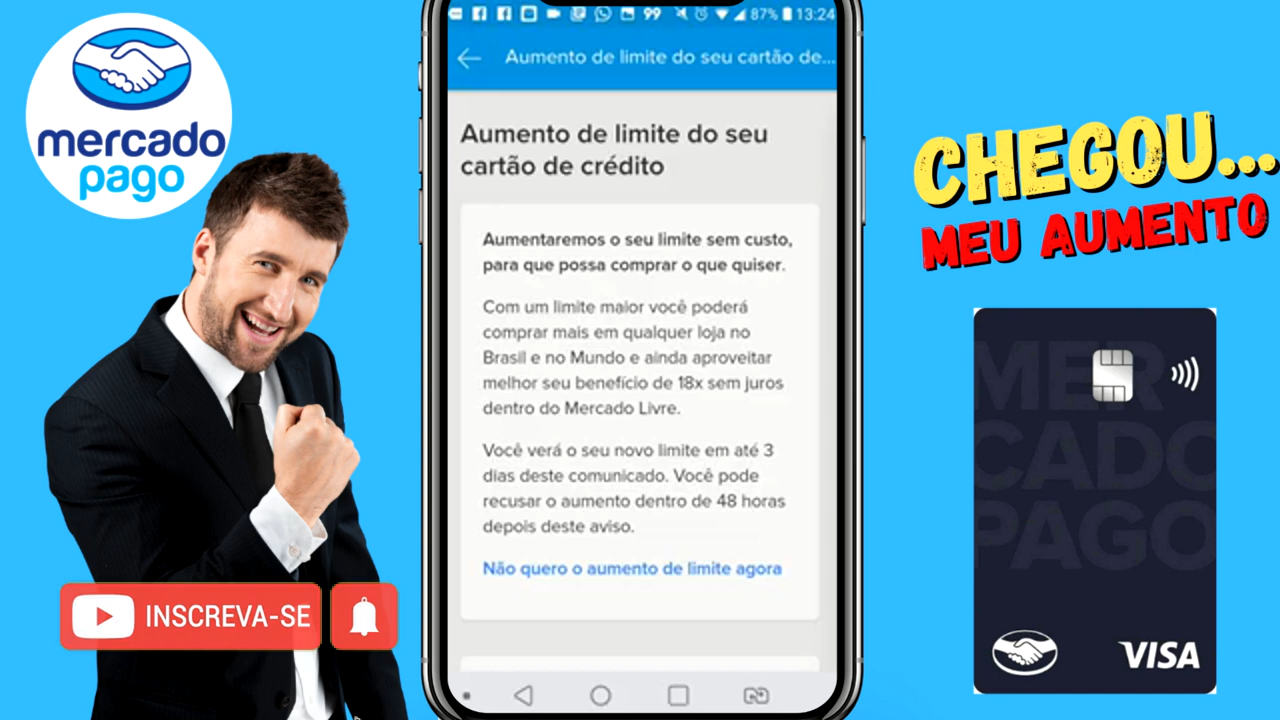 mercado
pago
INSCREVA-SE
99 87% 13:24
Aumento de limite do seu cartão de...
Aumento de limite do seu
cartão de crédito
Aumentaremos o seu limite sem custo,
para que possa comprar o que quiser.
Com um limite maior você poderá
comprar mais em qualquer loja no
Brasil e no Mundo e ainda aproveitar
melhor seu benefício de 18x sem juros
dentro do Mercado Livre.
Você verá o seu novo limite em até 3
dias deste comunicado. Você pode
recusar o aumento dentro de 48 horas
depois deste aviso.
Não quero o aumento de limite agora
CHEGOU...
MEU AUMENTO
MER
CADO
PAGO
VISA